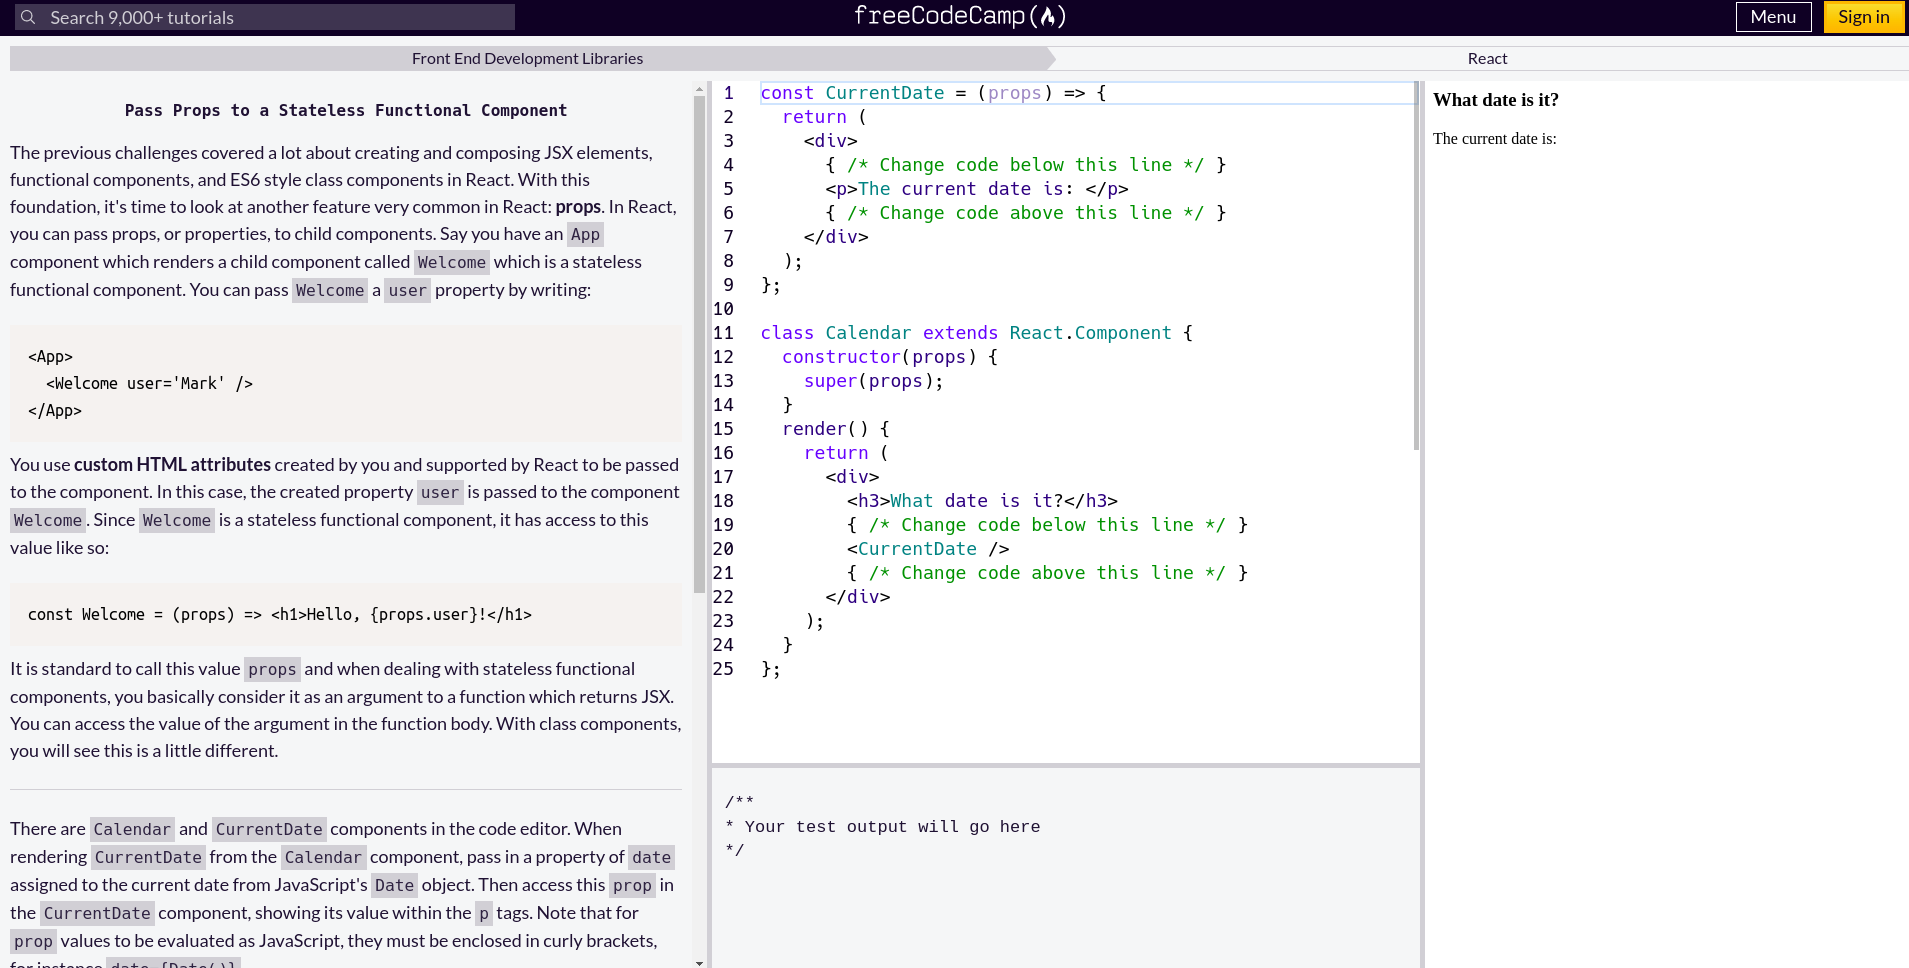 Search 9,000+ tutorials
freeCodeCamp(🔥)
Menu
Sign in
Front End Development Libraries
React
Pass Props to a Stateless Functional Component
The previous challenges covered a lot about creating and composing JSX elements,
functional components, and ES6 style class components in React. With this
foundation, it's time to look at another feature very common in React: props. In React,
you can pass props, or properties, to child components. Say you have an App
component which renders a child component called Welcome which is a stateless
functional component. You can pass Welcome a user property by writing:
<App>
  <Welcome user='Mark' />
</App>
You use custom HTML attributes created by you and supported by React to be passed
to the component. In this case, the created property user is passed to the component
Welcome. Since Welcome is a stateless functional component, it has access to this
value like so:
const Welcome = (props) => <h1>Hello, {props.user}!</h1>
It is standard to call this value props and when dealing with stateless functional
components, you basically consider it as an argument to a function which returns JSX.
You can access the value of the argument in the function body. With class components,
you will see this is a little different.
There are Calendar and CurrentDate components in the code editor. When
rendering CurrentDate from the Calendar component, pass in a property of date
assigned to the current date from JavaScript's Date object. Then access this prop in
the CurrentDate component, showing its value within the p tags. Note that for
prop values to be evaluated as JavaScript, they must be enclosed in curly brackets,
for instance date={Date()}
1 const CurrentDate = (props) => {
2   return (
3     <div>
4       { /* Change code below this line */ }
5       <p>The current date is: </p>
6       { /* Change code above this line */ }
7     </div>
8   );
9 };
10
11 class Calendar extends React.Component {
12   constructor(props) {
13     super(props);
14   }
15   render() {
16     return (
17       <div>
18         <h3>What date is it?</h3>
19         { /* Change code below this line */ }
20         <CurrentDate />
21         { /* Change code above this line */ }
22       </div>
23     );
24   }
25 };
/**
* Your test output will go here
*/
What date is it?
The current date is: